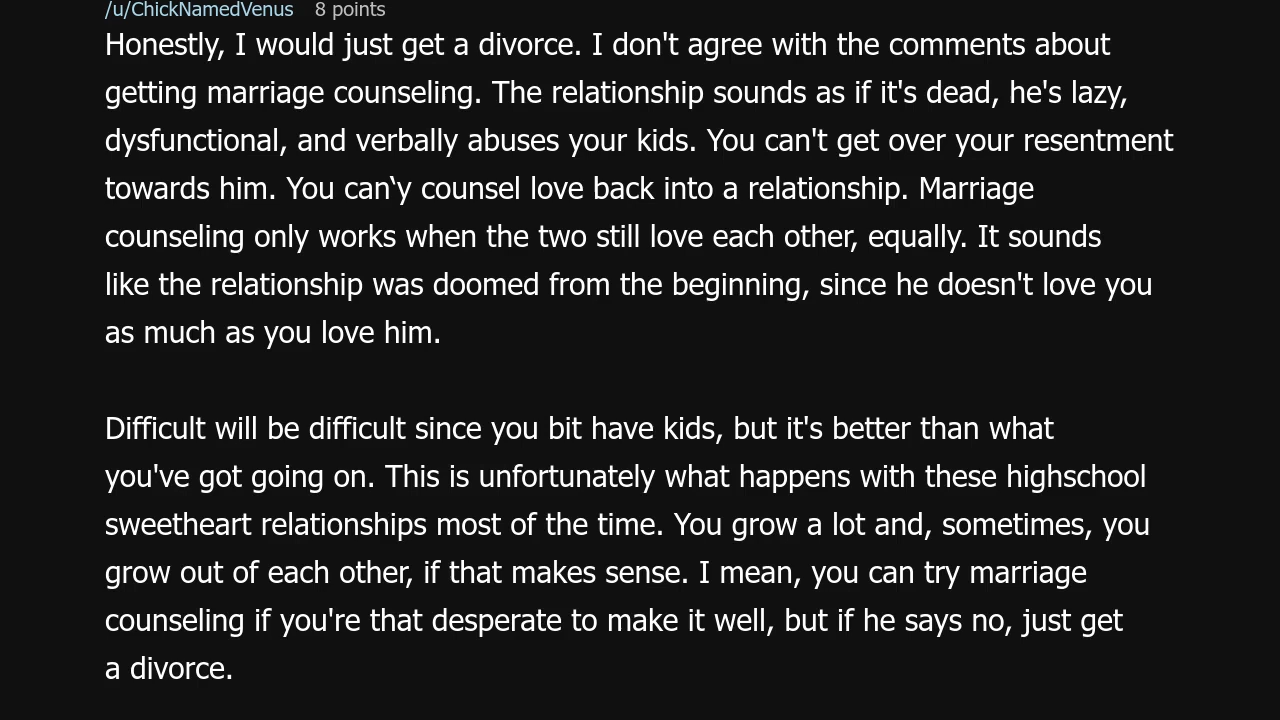 /u/ChickNamedVenus 8 points
Honestly, I would just get a divorce. I don't agree with the comments about
getting marriage counseling. The relationship sounds as if it's dead, he's lazy,
dysfunctional, and verbally abuses your kids. You can't get over your resentment
towards him. You can‛y counsel love back into a relationship. Marriage
counseling only works when the two still love each other, equally. It sounds
like the relationship was doomed from the beginning, since he doesn't love you
as much as you love him.
Difficult will be difficult since you bit have kids, but it's better than what
you've got going on. This is unfortunately what happens with these highschool
sweetheart relationships most of the time. You grow a lot and, sometimes, you
grow out of each other, if that makes sense. I mean, you can try marriage
counseling if you're that desperate to make it well, but if he says no, just get
a divorce.